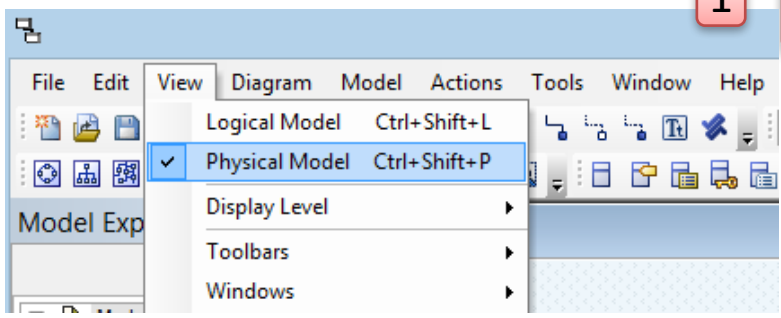 1
File Edit View Diagram Model Actions Tools Window Help
Logical Model Ctrl+Shift+L
Tt
Physical Model Ctrl+Shift+P
Model Exp
Display Level
Toolbars
Windows